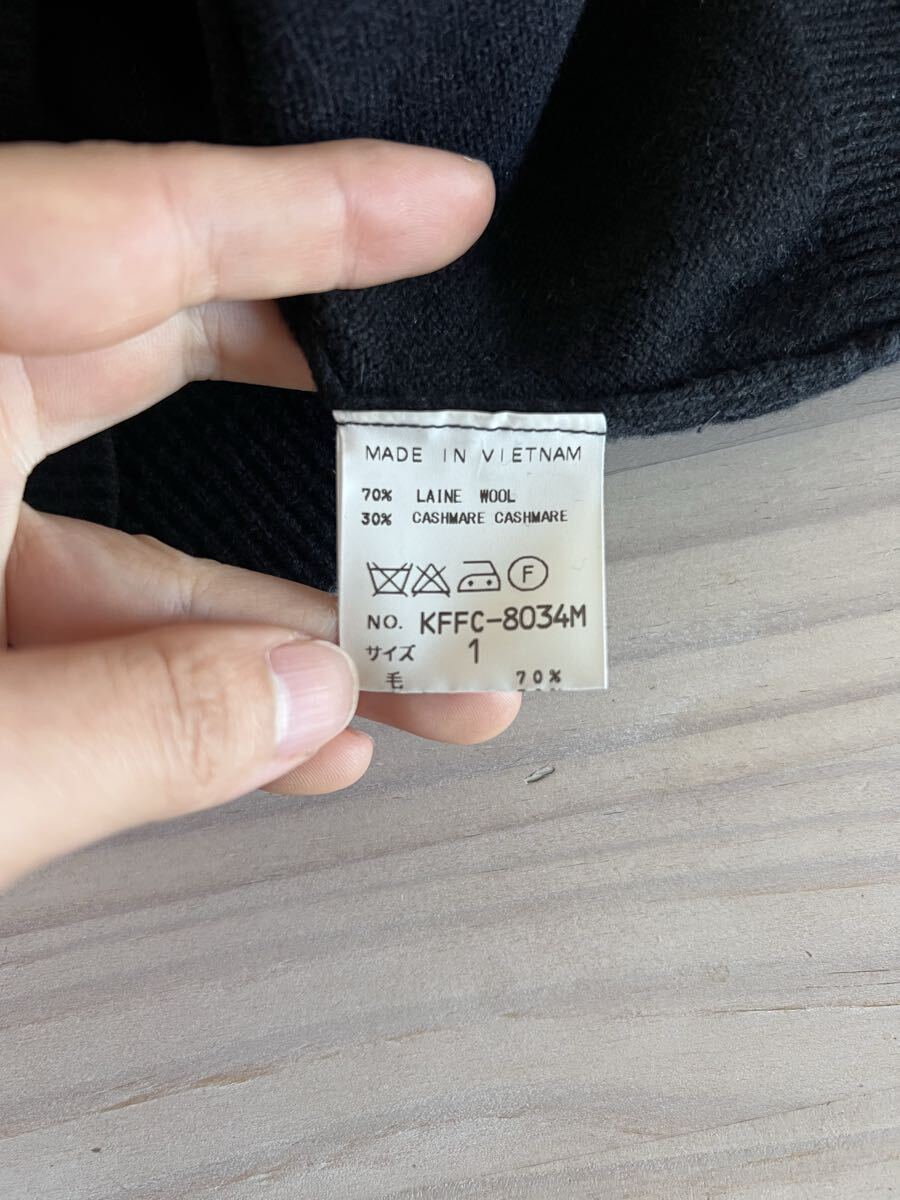 MADE IN VIETNAM
70% LAINE WOOL
30% CASHMARE CASHMARE
F
NO. KFFC-8034M
サイズ 1
毛 70%